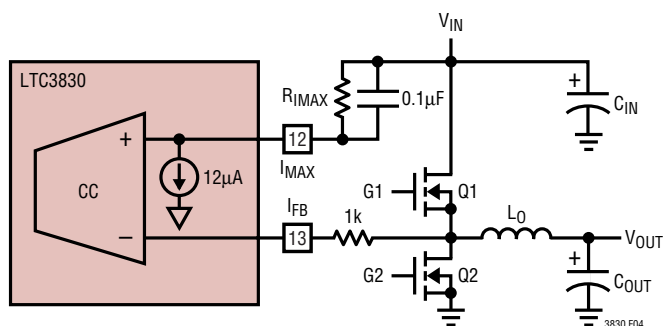 V_IN
LTC3830
R_IMAX
0.1µF
+
C_IN
+
12
I_MAX
12µA
CC
G1
Q1
I_FB
1k
L_O
−
13
V_OUT
G2
Q2
+
C_OUT
3830 F04